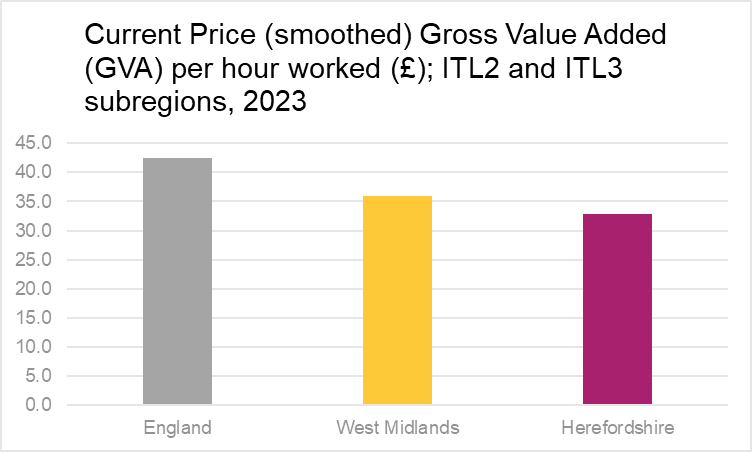 Current Price (smoothed) Gross Value Added
(GVA) per hour worked (£); ITL2 and ITL3
subregions, 2023
45.0
40.0
35.0
30.0
25.0
20.0
15.0
10.0
5.0
0.0
England West Midlands Herefordshire